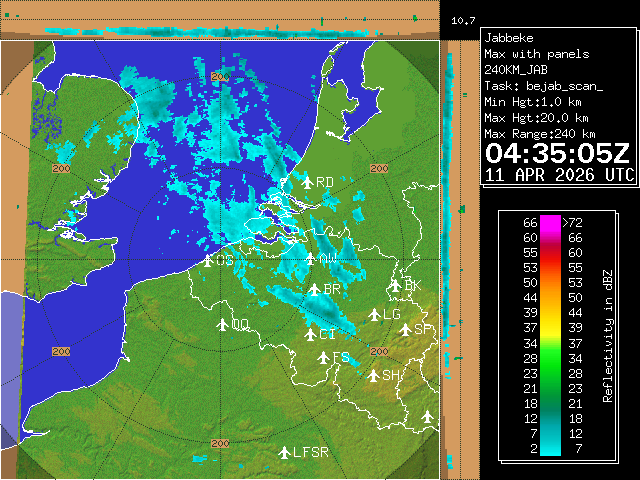 10.7
Jabbeke
Max with panels
240KM_JAB
Task: bejab_scan_
Min Hgt:1.0 km
Max Hgt:20.0 km
Max Range:240 km
04:35:05Z
11 APR 2026 UTC
200
200
200
RD
OS
NW
BR
BK
LG
QQ
CI
SP
200
200
FS
SH
200
LFSR
66 >72
60 66
55 60
53 55
50 53
44 50
39 44
37 39
34 37
28 34
23 28
21 23
18 21
12 18
7 12
2 7
Reflectivity in dBZ